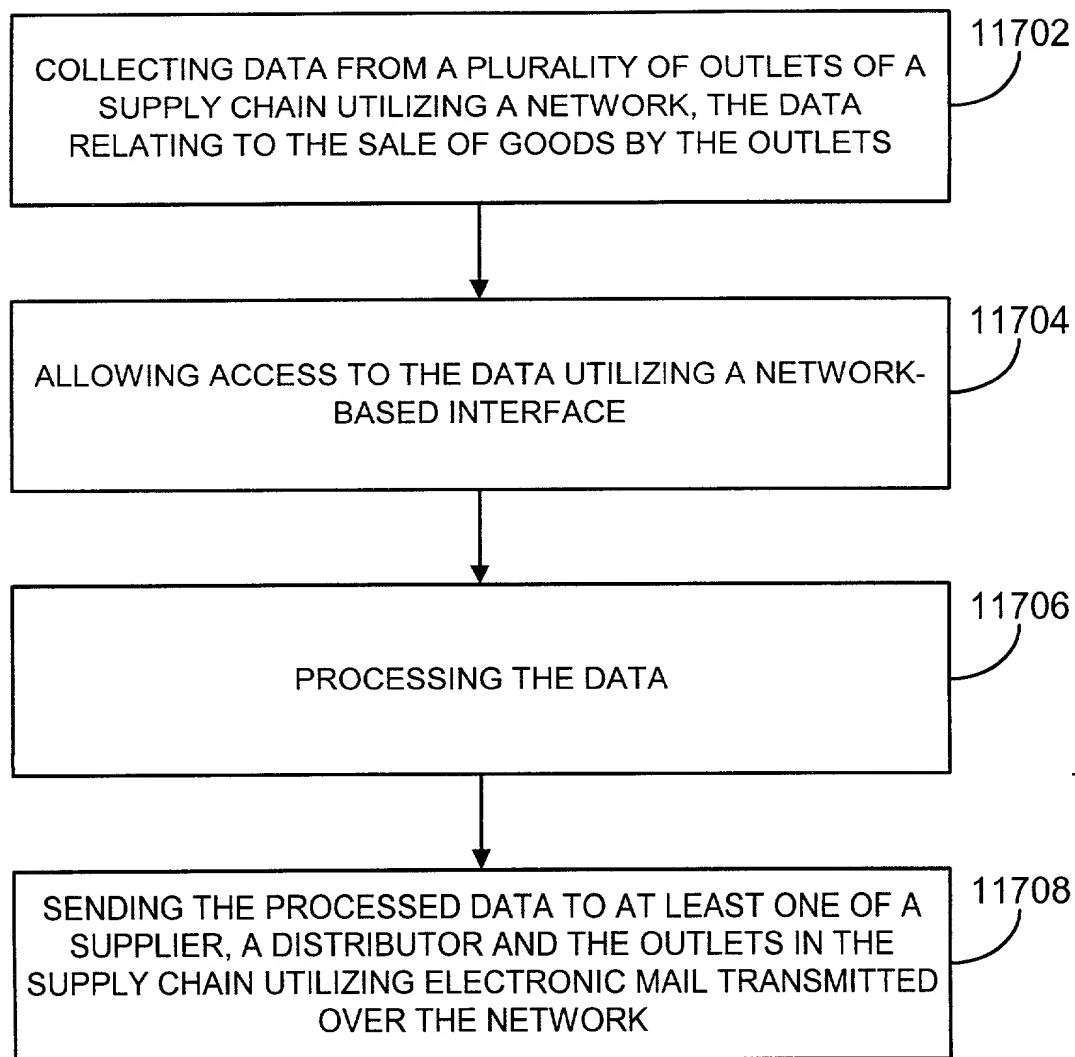 11702
COLLECTING DATA FROM A PLURALITY OF OUTLETS OF A
SUPPLY CHAIN UTILIZING A NETWORK, THE DATA
RELATING TO THE SALE OF GOODS BY THE OUTLETS
11704
ALLOWING ACCESS TO THE DATA UTILIZING A NETWORK-
BASED INTERFACE
11706
PROCESSING THE DATA
11708
SENDING THE PROCESSED DATA TO AT LEAST ONE OF A
SUPPLIER, A DISTRIBUTOR AND THE OUTLETS IN THE
SUPPLY CHAIN UTILIZING ELECTRONIC MAIL TRANSMITTED
OVER THE NETWORK